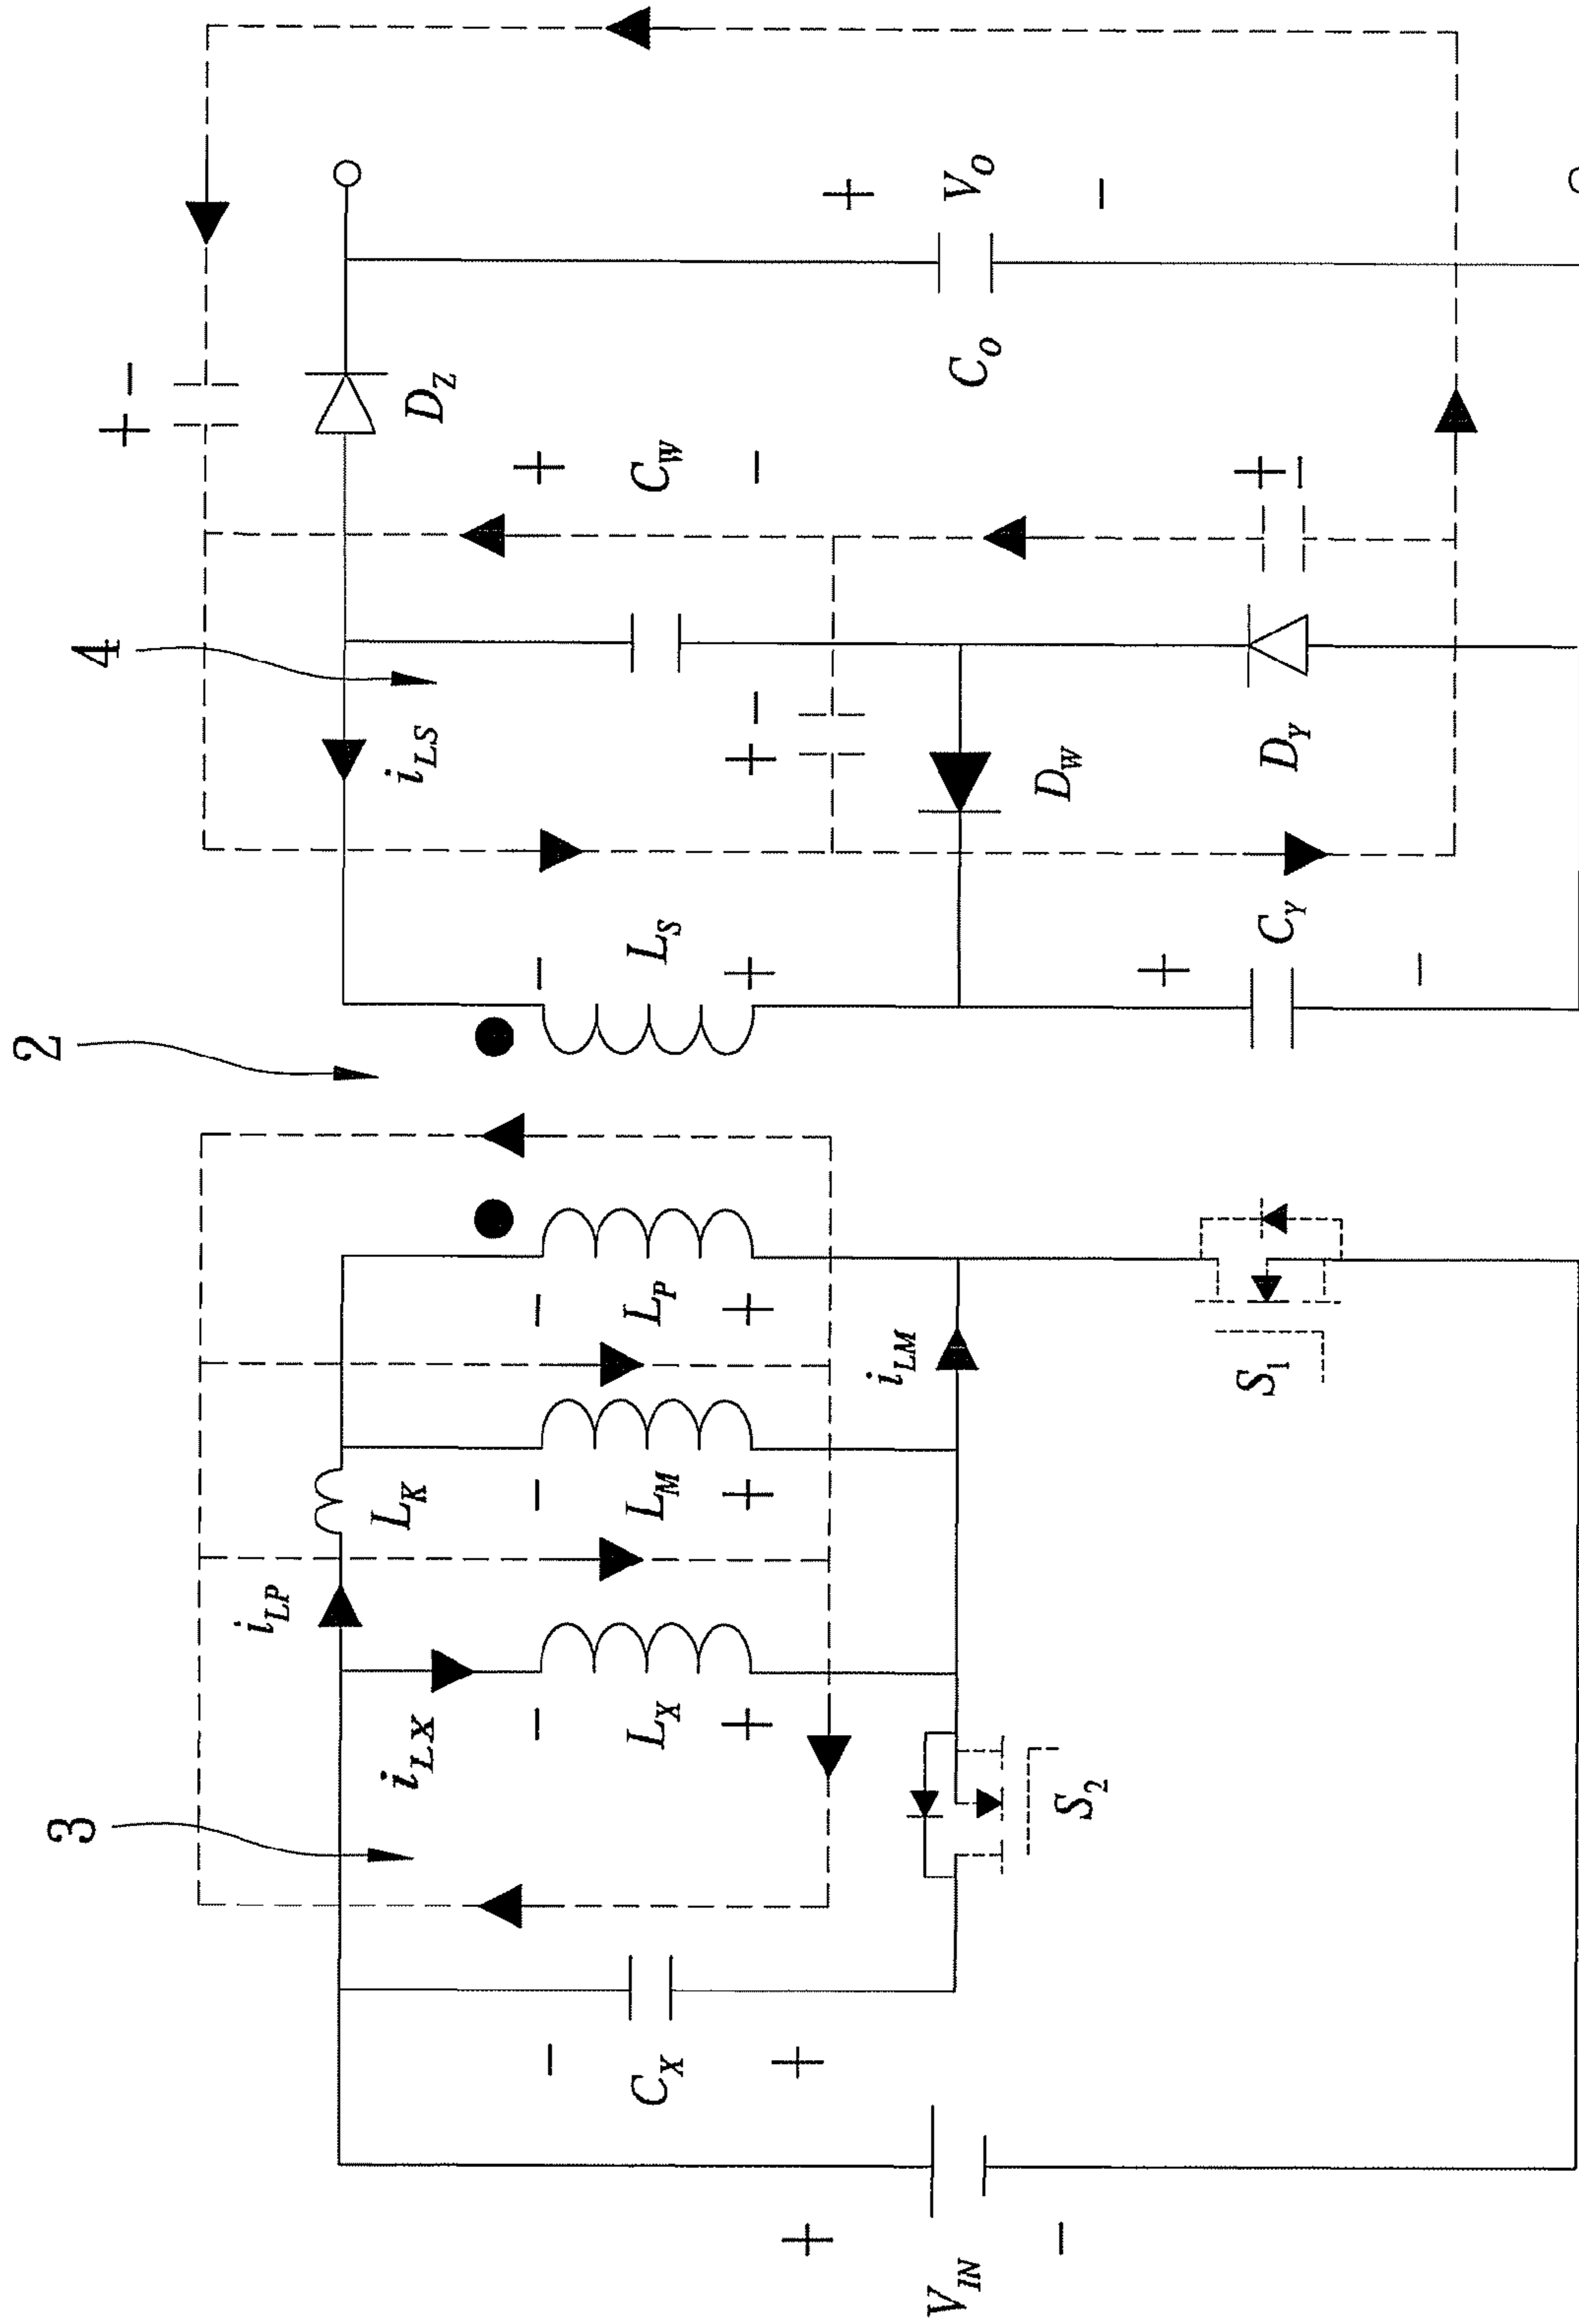 2
3
4
i_LP
L_K
i_LX
L_X
L_M
L_P
i_LM
C_X
V_IN
S_2
S_1
L_S
i_LS
D_Z
C_W
D_W
C_Y
D_Y
C_O
V_O
+ −
+
−